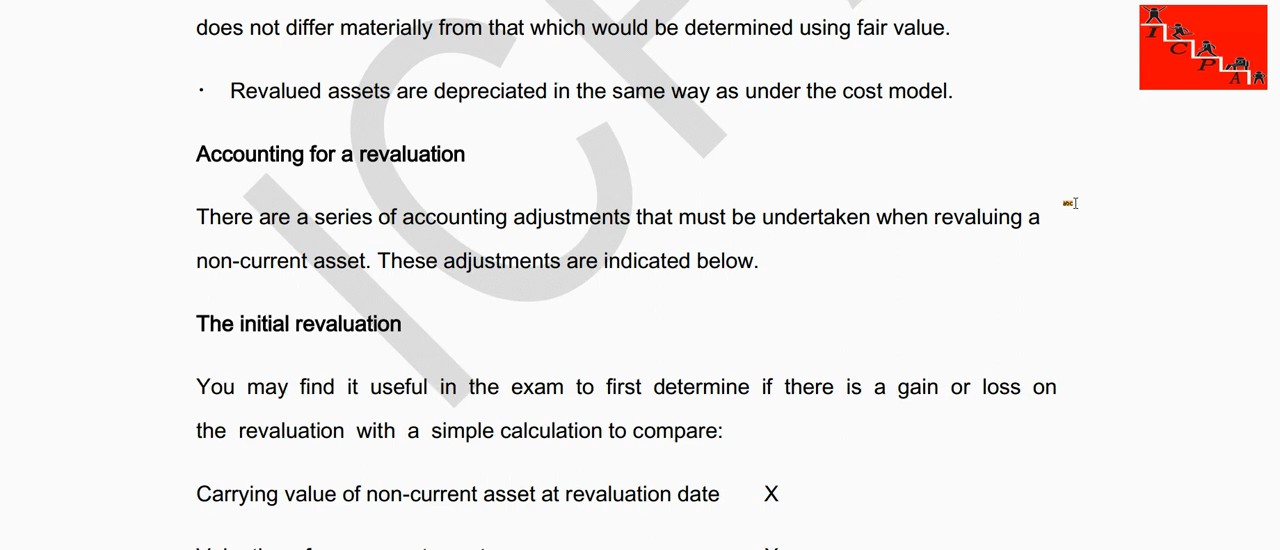 does not differ materially from that which would be determined using fair value.
· Revalued assets are depreciated in the same way as under the cost model.
Accounting for a revaluation
There are a series of accounting adjustments that must be undertaken when revaluing a
non-current asset. These adjustments are indicated below.
The initial revaluation
You may find it useful in the exam to first determine if there is a gain or loss on
the revaluation with a simple calculation to compare:
Carrying value of non-current asset at revaluation date X
I C P A